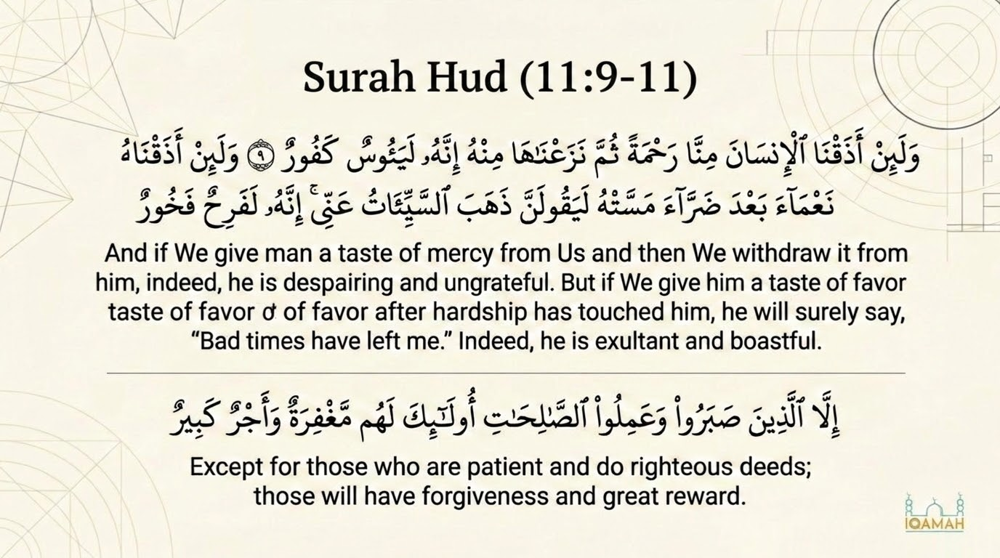 Surah Hud (11:9-11)
وَلَئِنْ أَذَقْنَا ٱلْإِنسَانَ مِنَّا رَحْمَةً ثُمَّ نَزَعْنَٰهَا مِنْهُ إِنَّهُۥ لَيَـُٔوسٌ كَفُورٌ ۝٩ وَلَئِنْ أَذَقْنَاهُ
نَعْمَآءَ بَعْدَ ضَرَّآءَ مَسَّتْهُ لَيَقُولَنَّ ذَهَبَ ٱلسَّيِّئَاتُ عَنِّىٓ ۚ إِنَّهُۥ لَفَرِحٌ فَخُورٌ
And if We give man a taste of mercy from Us and then We withdraw it from
him, indeed, he is despairing and ungrateful. But if We give him a taste of favor
taste of favor of favor after hardship has touched him, he will surely say,
“Bad times have left me.” Indeed, he is exultant and boastful.
إِلَّا ٱلَّذِينَ صَبَرُوا۟ وَعَمِلُوا۟ ٱلصَّٰلِحَٰتِ أُولَٰٓئِكَ لَهُم مَّغْفِرَةٌ وَأَجْرٌ كَبِيرٌ
Except for those who are patient and do righteous deeds;
those will have forgiveness and great reward.
IQAMAH